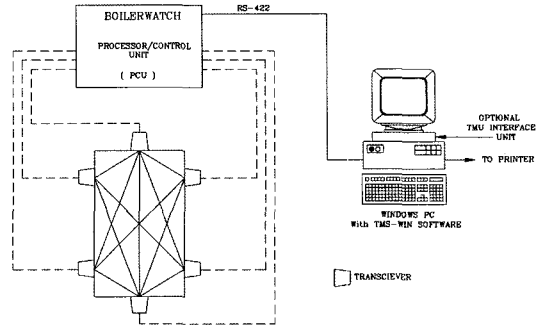 BOILERWATCH
PROCESSOR/CONTROL
UNIT
( PCU )
RS-422
OPTIONAL
TMU INTERFACE
UNIT
TO PRINTER
WINDOWS PC
With TMS-WIN SOFTWARE
TRANSCIEVER